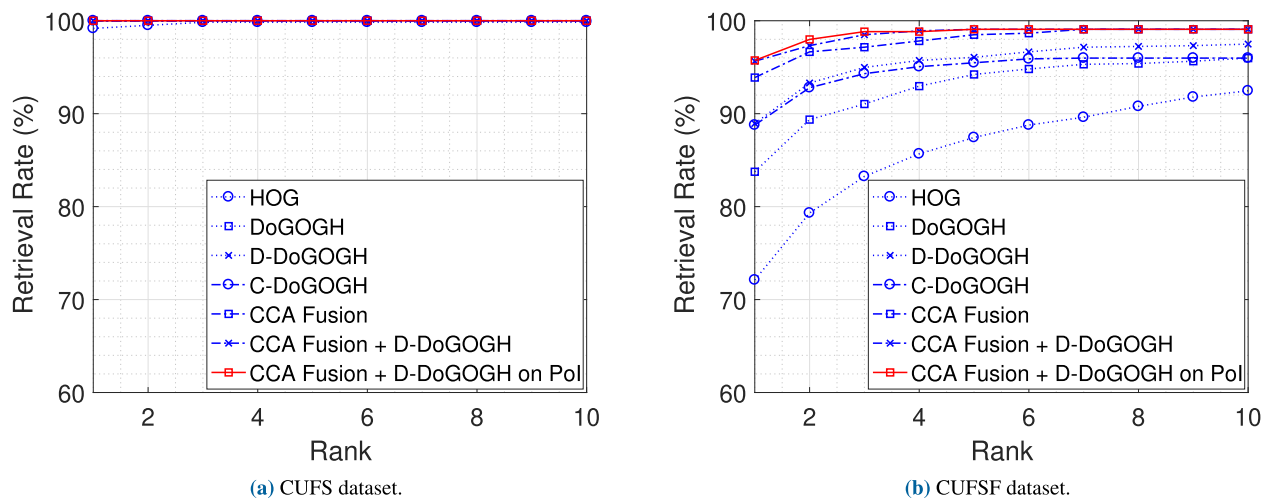 100
90
80
70
60
Retrieval Rate (%)
HOG
DoGOGH
D-DoGOGH
C-DoGOGH
CCA Fusion
CCA Fusion + D-DoGOGH
CCA Fusion + D-DoGOGH on PoI
2 4 6 8 10
Rank
(a) CUFS dataset.
100
90
80
70
60
Retrieval Rate (%)
HOG
DoGOGH
D-DoGOGH
C-DoGOGH
CCA Fusion
CCA Fusion + D-DoGOGH
CCA Fusion + D-DoGOGH on PoI
2 4 6 8 10
Rank
(b) CUFSF dataset.